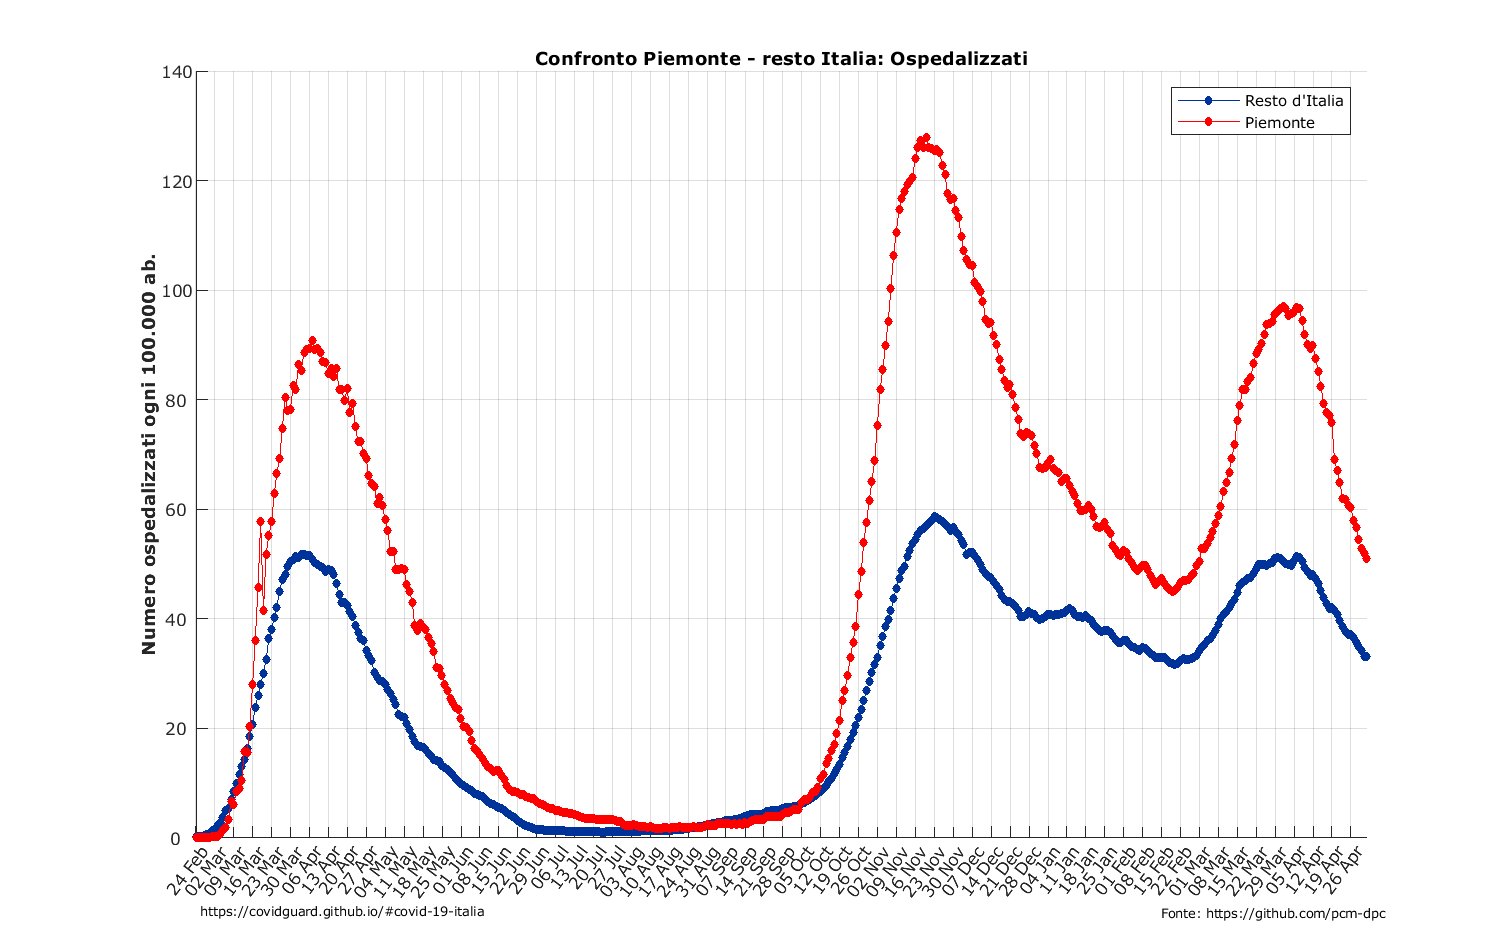 Confronto Piemonte - resto Italia: Ospedalizzati
Resto d'Italia
Piemonte
Numero ospedalizzati ogni 100.000 ab.
140
120
100
80
60
40
20
0
24 Feb
02 Mar
09 Mar
16 Mar
23 Mar
30 Mar
06 Apr
13 Apr
20 Apr
27 Apr
04 May
11 May
18 May
25 May
01 Jun
08 Jun
15 Jun
22 Jun
29 Jun
06 Jul
13 Jul
20 Jul
27 Jul
03 Aug
10 Aug
17 Aug
24 Aug
31 Aug
07 Sep
14 Sep
21 Sep
28 Sep
05 Oct
12 Oct
19 Oct
26 Oct
02 Nov
09 Nov
16 Nov
23 Nov
30 Nov
07 Dec
14 Dec
21 Dec
28 Dec
04 Jan
11 Jan
18 Jan
25 Jan
01 Feb
08 Feb
15 Feb
22 Feb
01 Mar
08 Mar
15 Mar
22 Mar
29 Mar
05 Apr
12 Apr
19 Apr
26 Apr
https://covidguard.github.io/#covid-19-italia
Fonte: https://github.com/pcm-dpc